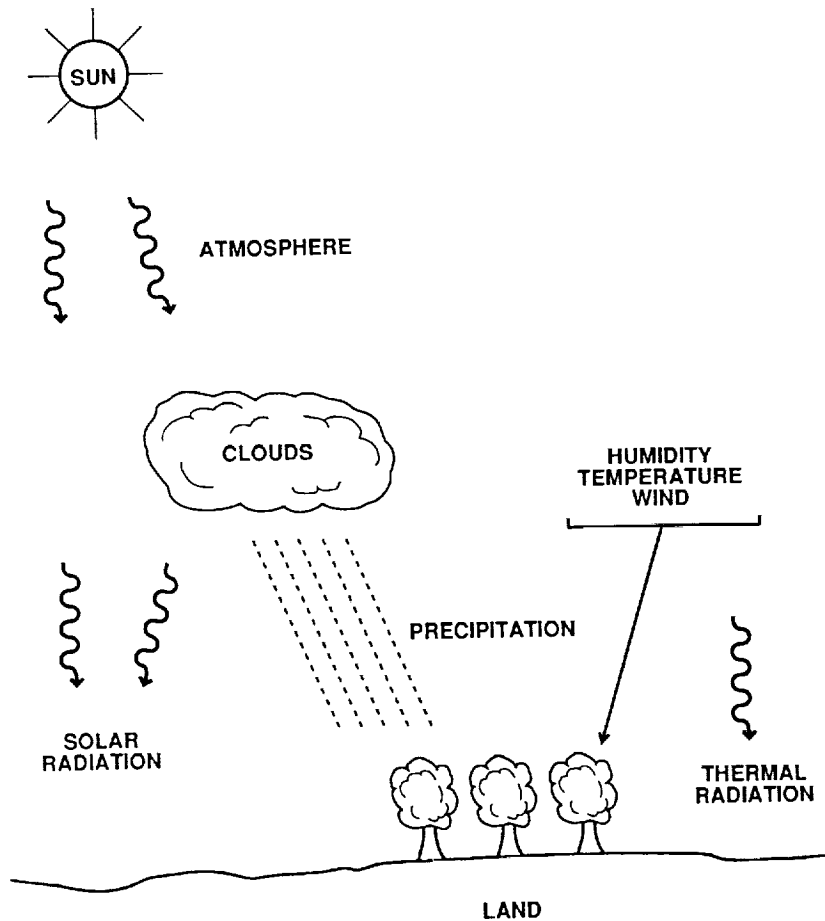 SUN
ATMOSPHERE
CLOUDS
HUMIDITY
TEMPERATURE
WIND
PRECIPITATION
SOLAR
RADIATION
THERMAL
RADIATION
LAND